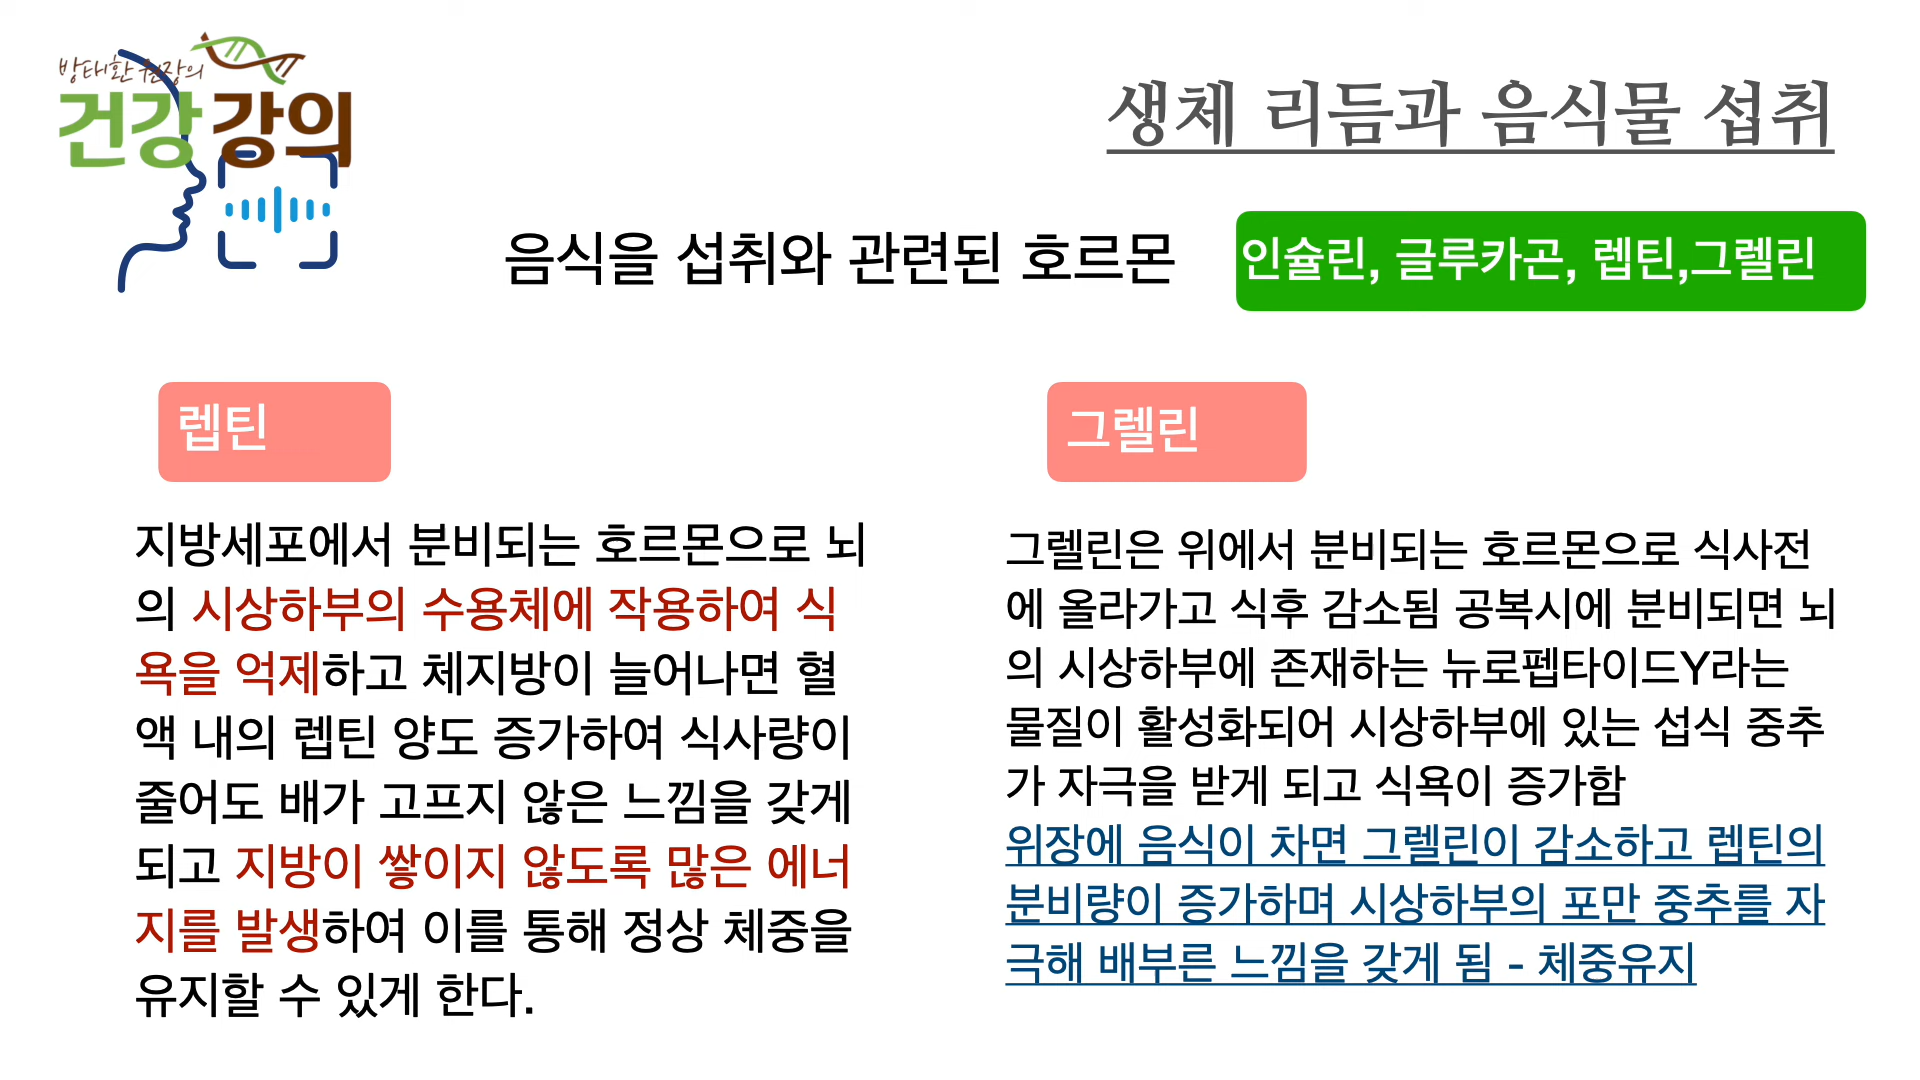 방태환 원장의
건강강의
생체 리듬과 음식물 섭취
음식을 섭취와 관련된 호르몬
인슐린, 글루카곤, 렙틴,그렐린
렙틴
지방세포에서 분비되는 호르몬으로 뇌
의 시상하부의 수용체에 작용하여 식
욕을 억제하고 체지방이 늘어나면 혈
액 내의 렙틴 양도 증가하여 식사량이
줄어도 배가 고프지 않은 느낌을 갖게
되고 지방이 쌓이지 않도록 많은 에너
지를 발생하여 이를 통해 정상 체중을
유지할 수 있게 한다.
그렐린
그렐린은 위에서 분비되는 호르몬으로 식사전
에 올라가고 식후 감소됨 공복시에 분비되면 뇌
의 시상하부에 존재하는 뉴로펩타이드Y라는
물질이 활성화되어 시상하부에 있는 섭식 중추
가 자극을 받게 되고 식욕이 증가함
위장에 음식이 차면 그렐린이 감소하고 렙틴의
분비량이 증가하며 시상하부의 포만 중추를 자
극해 배부른 느낌을 갖게 됨 - 체중유지